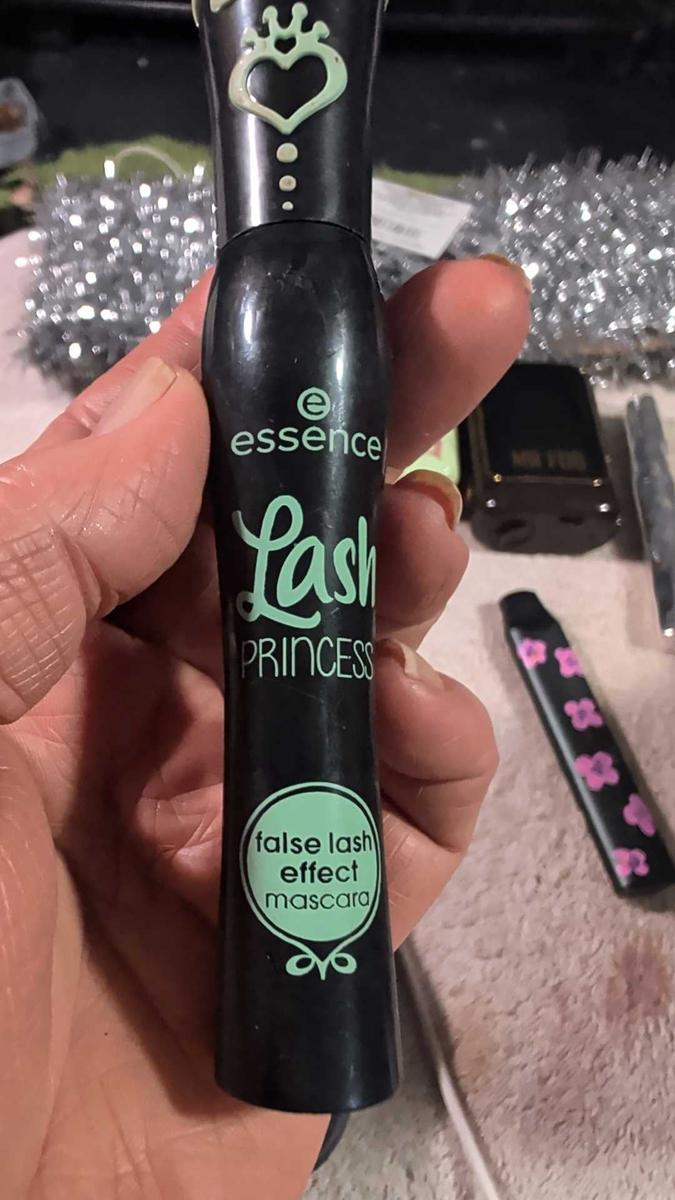 e
essence
Lash
PRINCESS
false lash
effect
mascara